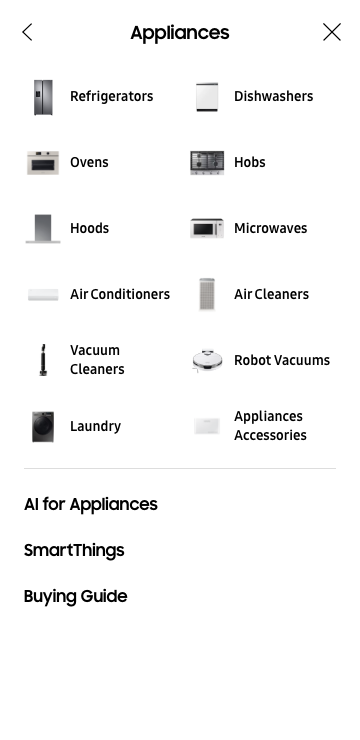 Appliances
Refrigerators
Dishwashers
Ovens
Hobs
Hoods
Microwaves
Air Conditioners
Air Cleaners
Vacuum
Cleaners
Robot Vacuums
Laundry
Appliances
Accessories
AI for Appliances
SmartThings
Buying Guide